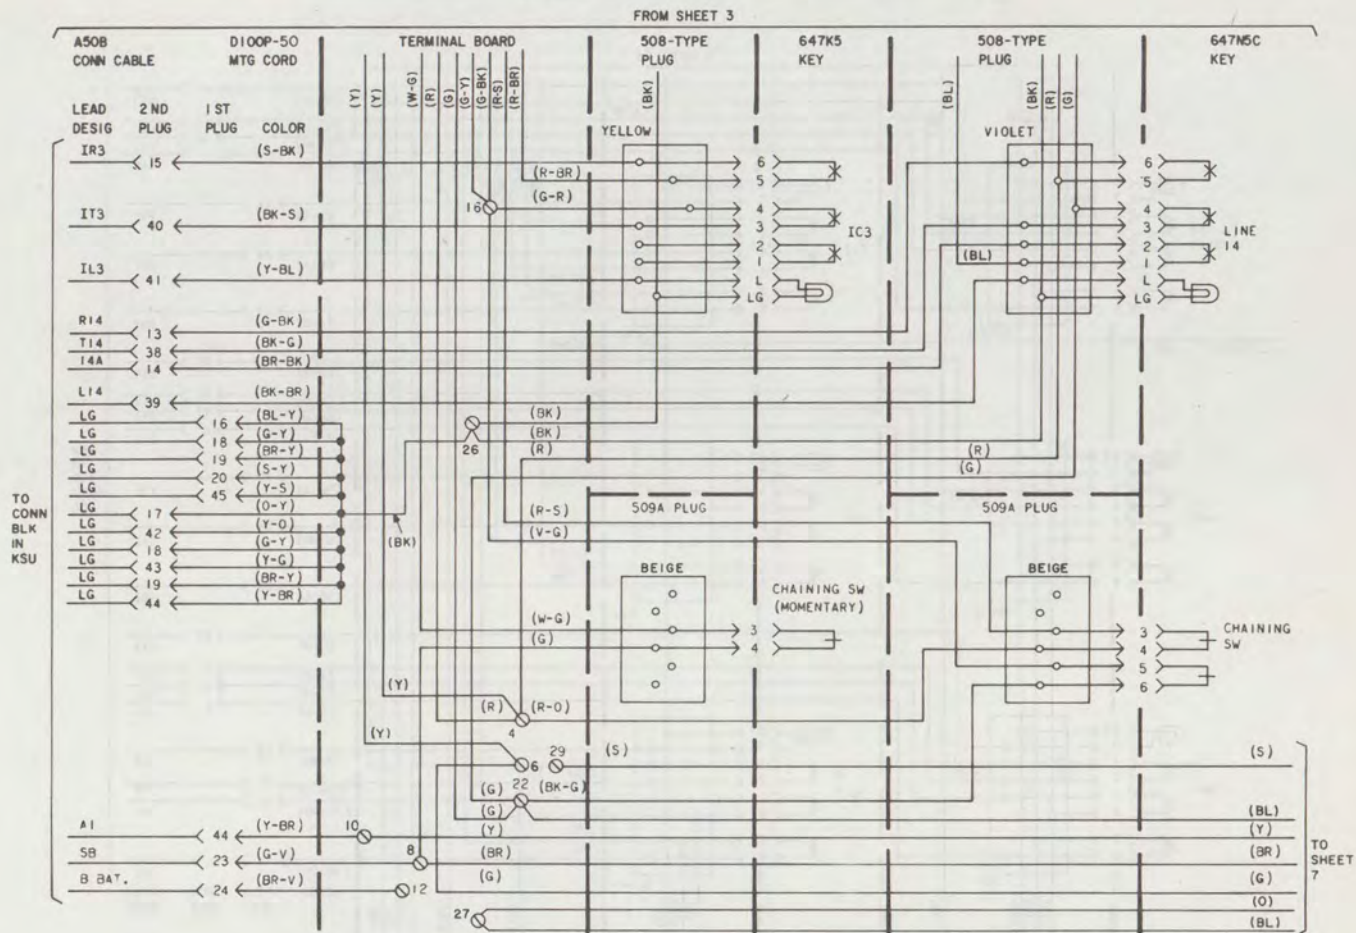 FROM SHEET 3
A50B D100P-50 TERMINAL BOARD 508-TYPE 647K5 508-TYPE 647N5C
CONN CABLE MTG CORD PLUG KEY PLUG KEY
(Y) (Y) (W-G) (R) (G) (G-Y) (G-BK) (R-S) (R-BR) (BK) (BL) (BK) (R) (G)
LEAD 2ND 1ST
DESIG PLUG PLUG COLOR
YELLOW VIOLET
IR3 15 (S-BK) 6 6
(R-BR) 5 5
(G-R)
IT3 40 (BK-S) 16 4 4
3 IC3 3 LINE
2 2 14
(BL)
1 1
IL3 41 (Y-BL) L L
LG LG
R14 13 (G-BK)
T14 38 (BK-G)
14A 14 (BR-BK)
L14 39 (BK-BR)
LG 16 (BL-Y) (BK)
LG 18 (G-Y) 26 (BK)
LG 19 (BR-Y) (R) (R)
LG 20 (S-Y) (G)
LG 45 (Y-S)
LG 17 (O-Y) (R-S) 509A PLUG 509A PLUG
LG 42 (Y-O) (BK) (V-G)
LG 18 (G-Y)
LG 43 (Y-G)
LG 19 (BR-Y)
LG 44 (Y-BR)
TO
CONN
BLK
IN
KSU
BEIGE BEIGE
CHAINING SW
(MOMENTARY)
(W-G) 3 3 CHAINING
(G) 4 4 SW
5
6
(Y)
(R) (R-O)
4
(Y) 29 (S) (S)
6
22 (BK-G)
(G)
(G) (BL)
A1 44 (Y-BR) 10 (Y) (Y)
SB 23 (G-V) 8 (BR) (BR)
B BAT. 24 (BR-V) 12 (G) (G)
(O)
27 (BL)
TO
SHEET
7